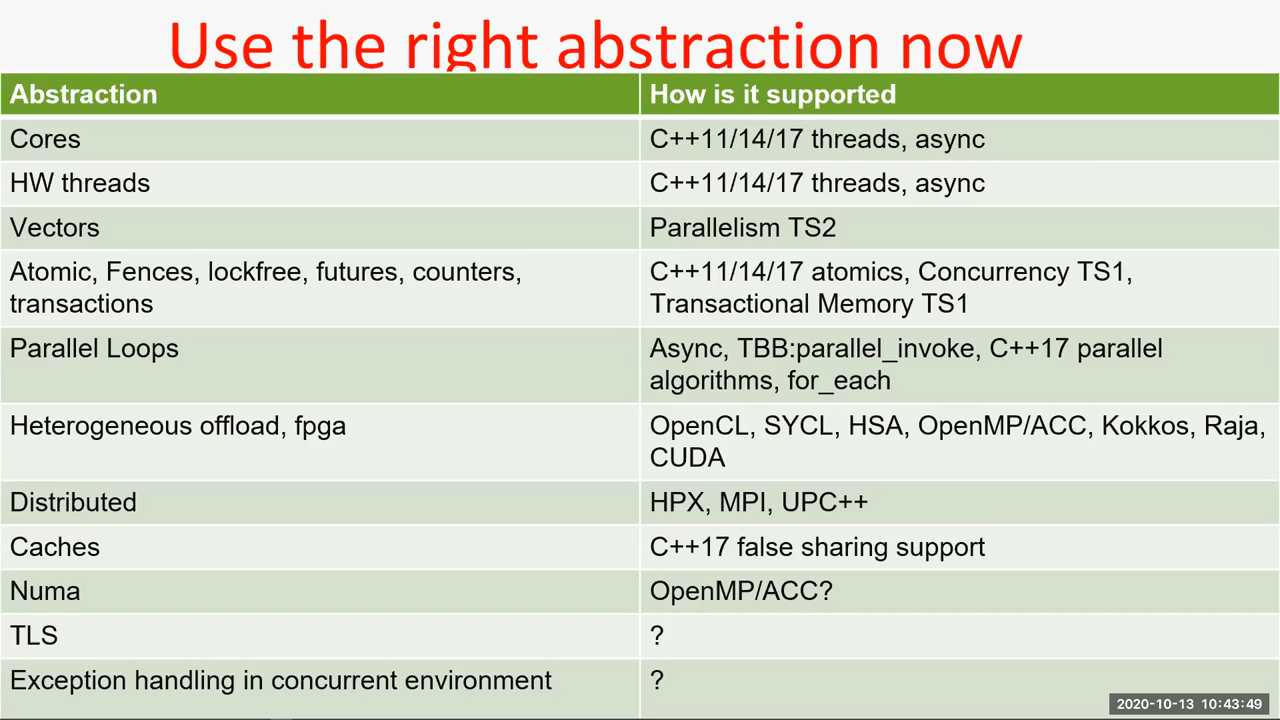 Use the right abstraction now
Abstraction
How is it supported
Cores
C++11/14/17 threads, async
HW threads
C++11/14/17 threads, async
Vectors
Parallelism TS2
Atomic, Fences, lockfree, futures, counters,
transactions
C++11/14/17 atomics, Concurrency TS1,
Transactional Memory TS1
Parallel Loops
Async, TBB:parallel_invoke, C++17 parallel
algorithms, for_each
Heterogeneous offload, fpga
OpenCL, SYCL, HSA, OpenMP/ACC, Kokkos, Raja,
CUDA
Distributed
HPX, MPI, UPC++
Caches
C++17 false sharing support
Numa
OpenMP/ACC?
TLS
?
Exception handling in concurrent environment
?
2020-10-13 10:43:49